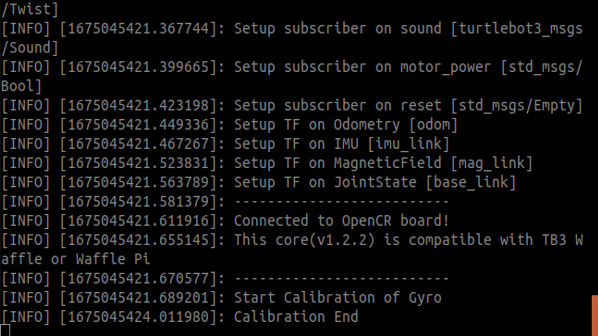 /Twist]
[INFO] [1675045421.367744]: Setup subscriber on sound [turtlebot3_msgs
/Sound]
[INFO] [1675045421.399665]: Setup subscriber on motor_power [std_msgs/
Bool]
[INFO] [1675045421.423198]: Setup subscriber on reset [std_msgs/Empty]
[INFO] [1675045421.449336]: Setup TF on Odometry [odom]
[INFO] [1675045421.467267]: Setup TF on IMU [imu_link]
[INFO] [1675045421.523831]: Setup TF on MagneticField [mag_link]
[INFO] [1675045421.563789]: Setup TF on JointState [base_link]
[INFO] [1675045421.581379]: --------------------------
[INFO] [1675045421.611916]: Connected to OpenCR board!
[INFO] [1675045421.655145]: This core(v1.2.2) is compatible with TB3 W
affle or Waffle Pi
[INFO] [1675045421.670577]: --------------------------
[INFO] [1675045421.689201]: Start Calibration of Gyro
[INFO] [1675045424.011980]: Calibration End